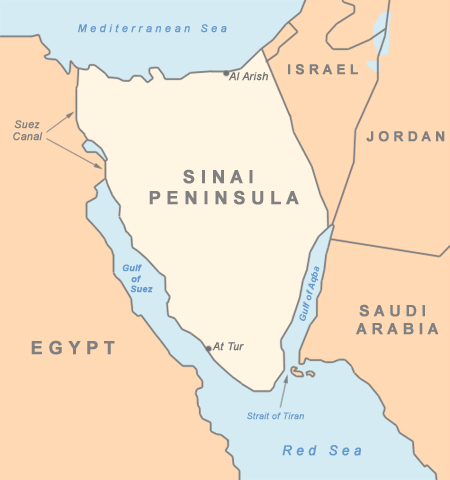 Mediterranean Sea
Al Arish
ISRAEL
Suez
Canal
JORDAN
SINAI
PENINSULA
Gulf
of
Suez
Gulf of Aqba
SAUDI
ARABIA
EGYPT
At Tur
Strait of Tiran
Red Sea